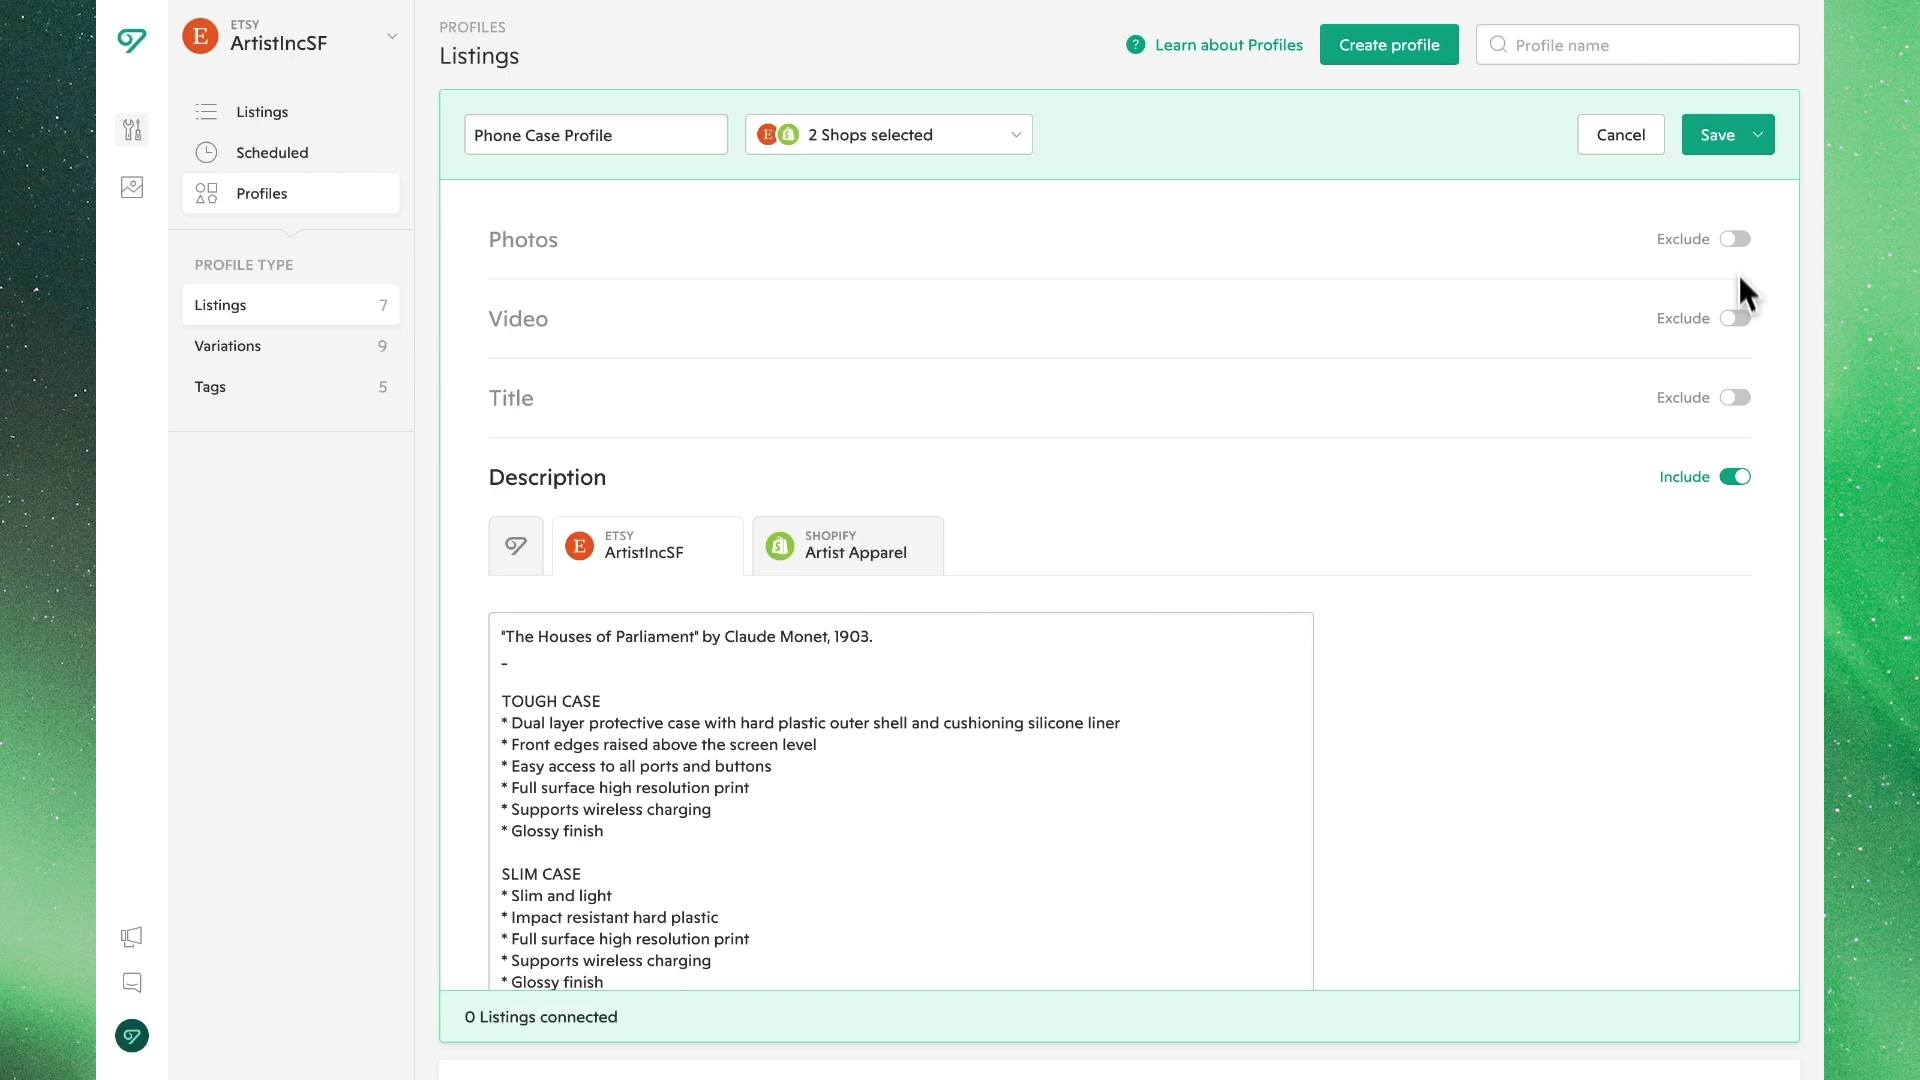 ETSY
ArtistIncSF
Listings
Scheduled
Profiles
PROFILE TYPE
Listings 7
Variations 9
Tags 5
PROFILES
Listings
? Learn about Profiles
Create profile
Profile name
Phone Case Profile
2 Shops selected
Cancel
Save
Photos
Exclude
Video
Exclude
Title
Exclude
Description
Include
ETSY
ArtistIncSF
SHOPIFY
Artist Apparel
"The Houses of Parliament" by Claude Monet, 1903.
-
TOUGH CASE
* Dual layer protective case with hard plastic outer shell and cushioning silicone liner
* Front edges raised above the screen level
* Easy access to all ports and buttons
* Full surface high resolution print
* Supports wireless charging
* Glossy finish
SLIM CASE
* Slim and light
* Impact resistant hard plastic
* Full surface high resolution print
* Supports wireless charging
* Glossy finish
0 Listings connected